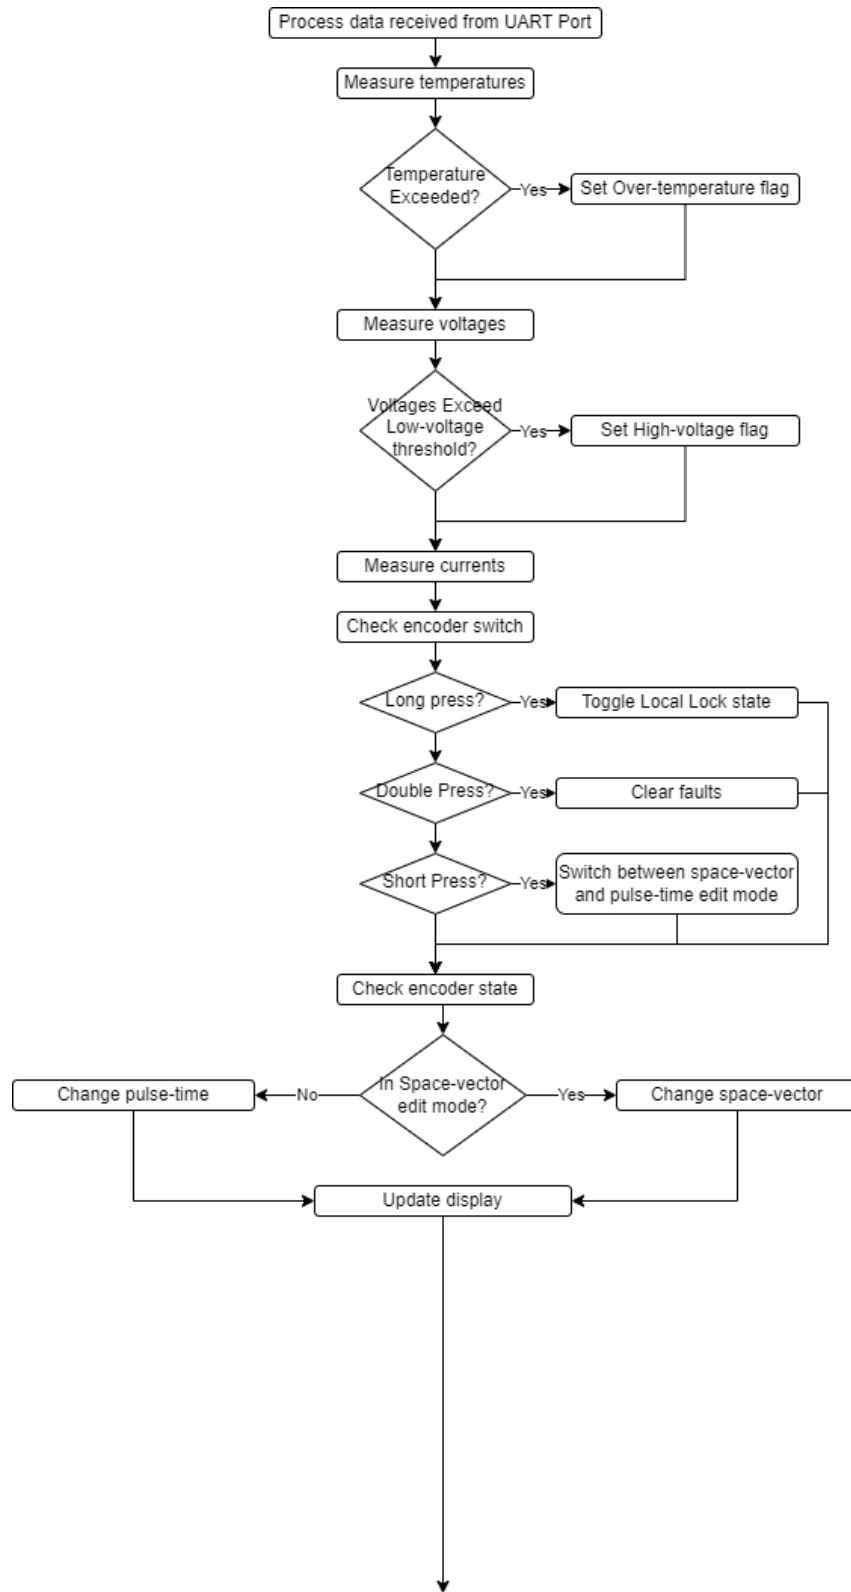 Process data received from UART Port
Measure temperatures
Temperature
Exceeded?
Yes
Set Over-temperature flag
Measure voltages
Voltages Exceed
Low-voltage
threshold?
Yes
Set High-voltage flag
Measure currents
Check encoder switch
Long press?
Yes
Toggle Local Lock state
Double Press?
Yes
Clear faults
Short Press?
Yes
Switch between space-vector
and pulse-time edit mode
Check encoder state
Change pulse-time
No
In Space-vector
edit mode?
Yes
Change space-vector
Update display